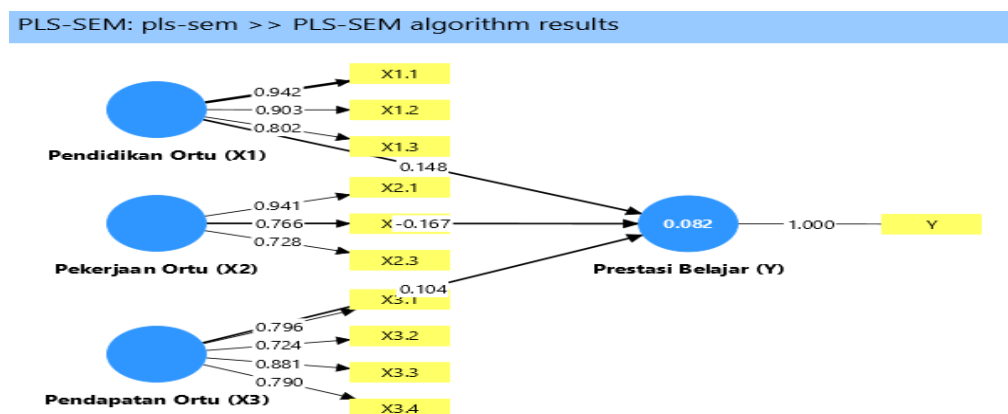 PLS-SEM: pls-sem >> PLS-SEM algorithm results
X1.1
0.942
0.903
X1.2
0.802
X1.3
Pendidikan Ortu (X1)
0.148
X2.1
0.941
0.766
X
-0.167
0.728
X2.3
Pekerjaan Ortu (X2)
0.082
1.000
Y
Prestasi Belajar (Y)
0.104
X3.1
0.796
0.724
X3.2
0.881
X3.3
0.790
X3.4
Pendapatan Ortu (X3)